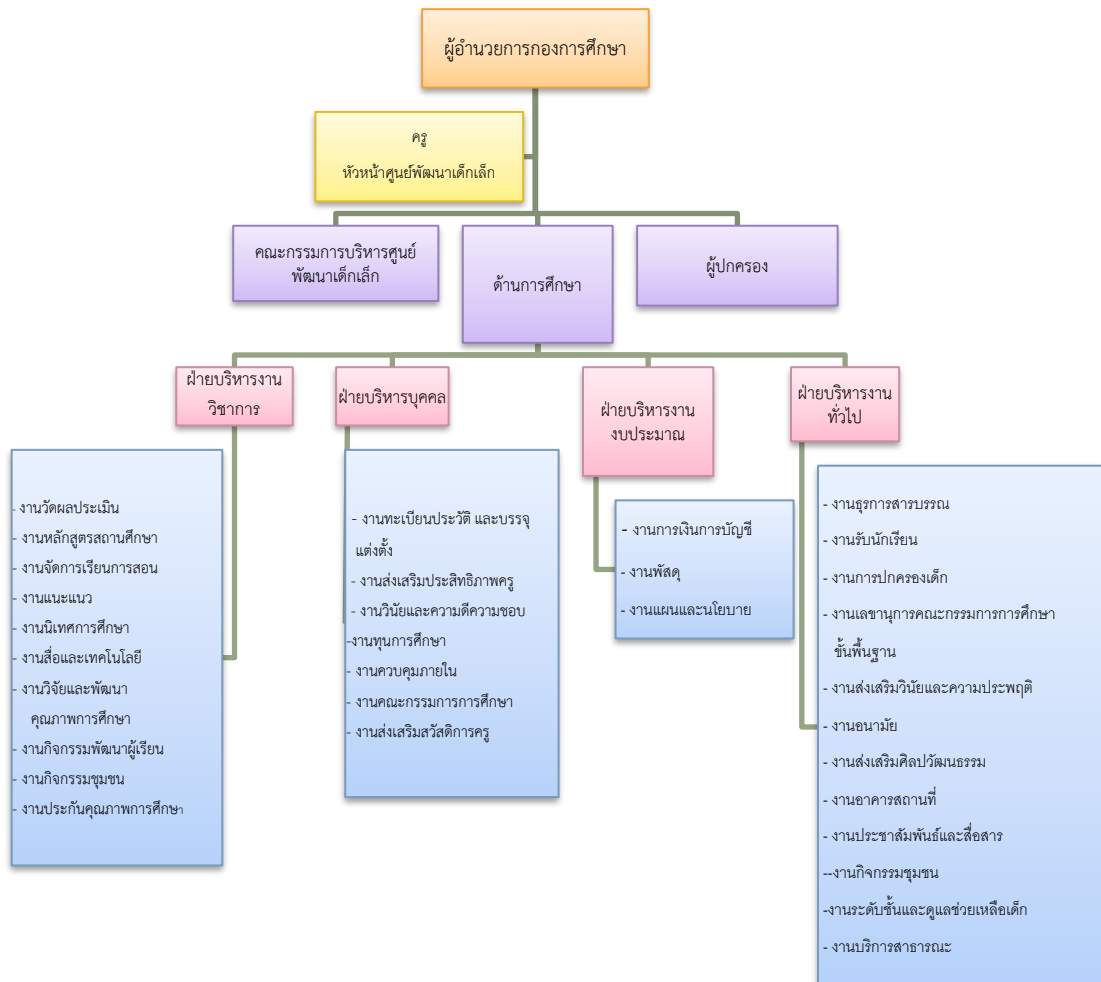 ผู้อำนวยการกองการศึกษา
ครู
หัวหน้าศูนย์พัฒนาเด็กเล็ก
คณะกรรมการบริหารศูนย์
พัฒนาเด็กเล็ก
ด้านการศึกษา
ผู้ปกครอง
ฝ่ายบริหารงาน
วิชาการ
ฝ่ายบริหารบุคคล
ฝ่ายบริหารงาน
งบประมาณ
ฝ่ายบริหารงาน
ทั่วไป
- งานวัดผลประเมิน
- งานหลักสูตรสถานศึกษา
- งานจัดการเรียนการสอน
- งานแนะแนว
- งานนิเทศการศึกษา
- งานสื่อและเทคโนโลยี
- งานวิจัยและพัฒนา
คุณภาพการศึกษา
- งานกิจกรรมพัฒนาผู้เรียน
- งานกิจกรรมชุมชน
- งานประกันคุณภาพการศึกษา
- งานทะเบียนประวัติ และบรรจุ
แต่งตั้ง
- งานส่งเสริมประสิทธิภาพครู
- งานวินัยและความดีความชอบ
-งานทุนการศึกษา
- งานควบคุมภายใน
- งานคณะกรรมการการศึกษา
- งานส่งเสริมสวัสดิการครู
- งานการเงินการบัญชี
- งานพัสดุ
- งานแผนและนโยบาย
- งานธุรการสารบรรณ
- งานรับนักเรียน
- งานการปกครองเด็ก
- งานเลขานุการคณะกรรมการการศึกษา
ขั้นพื้นฐาน
- งานส่งเสริมวินัยและความประพฤติ
- งานอนามัย
- งานส่งเสริมศิลปวัฒนธรรม
- งานอาคารสถานที่
- งานประชาสัมพันธ์และสื่อสาร
--งานกิจกรรมชุมชน
-งานระดับชั้นและดูแลช่วยเหลือเด็ก
- งานบริการสาธารณะ